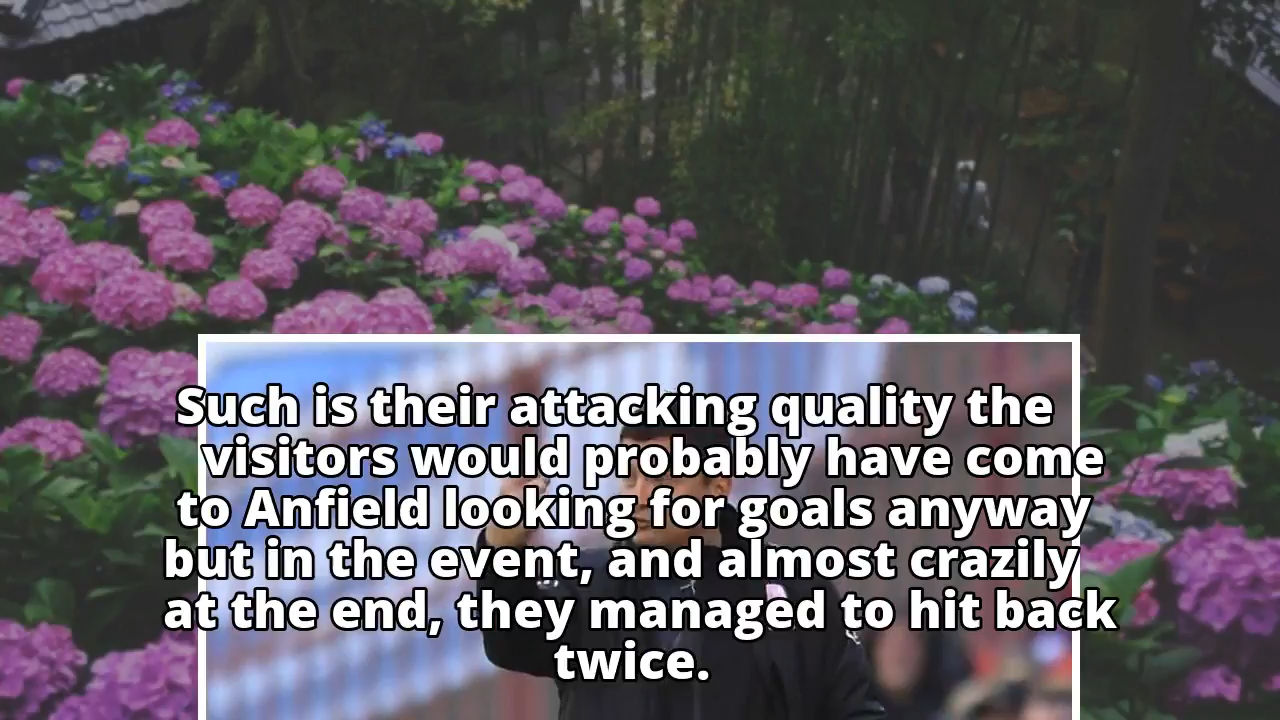 Such is their attacking quality the
visitors would probably have come
to Anfield looking for goals anyway
but in the event, and almost crazily
at the end, they managed to hit back
twice.